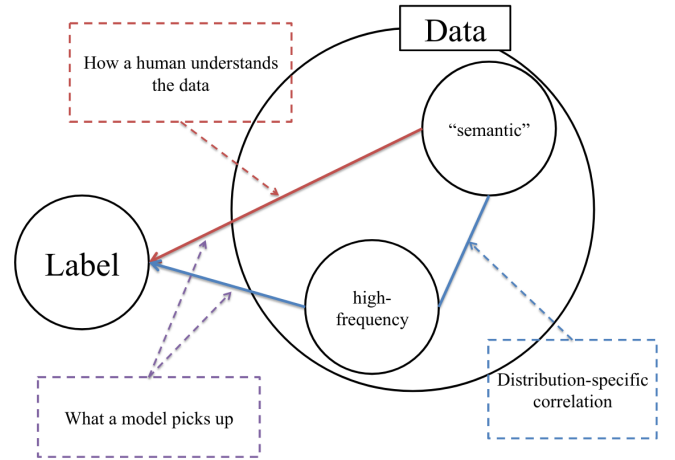 Data
How a human understands
the data
“semantic”
Label
high-
frequency
Distribution-specific
correlation
What a model picks up